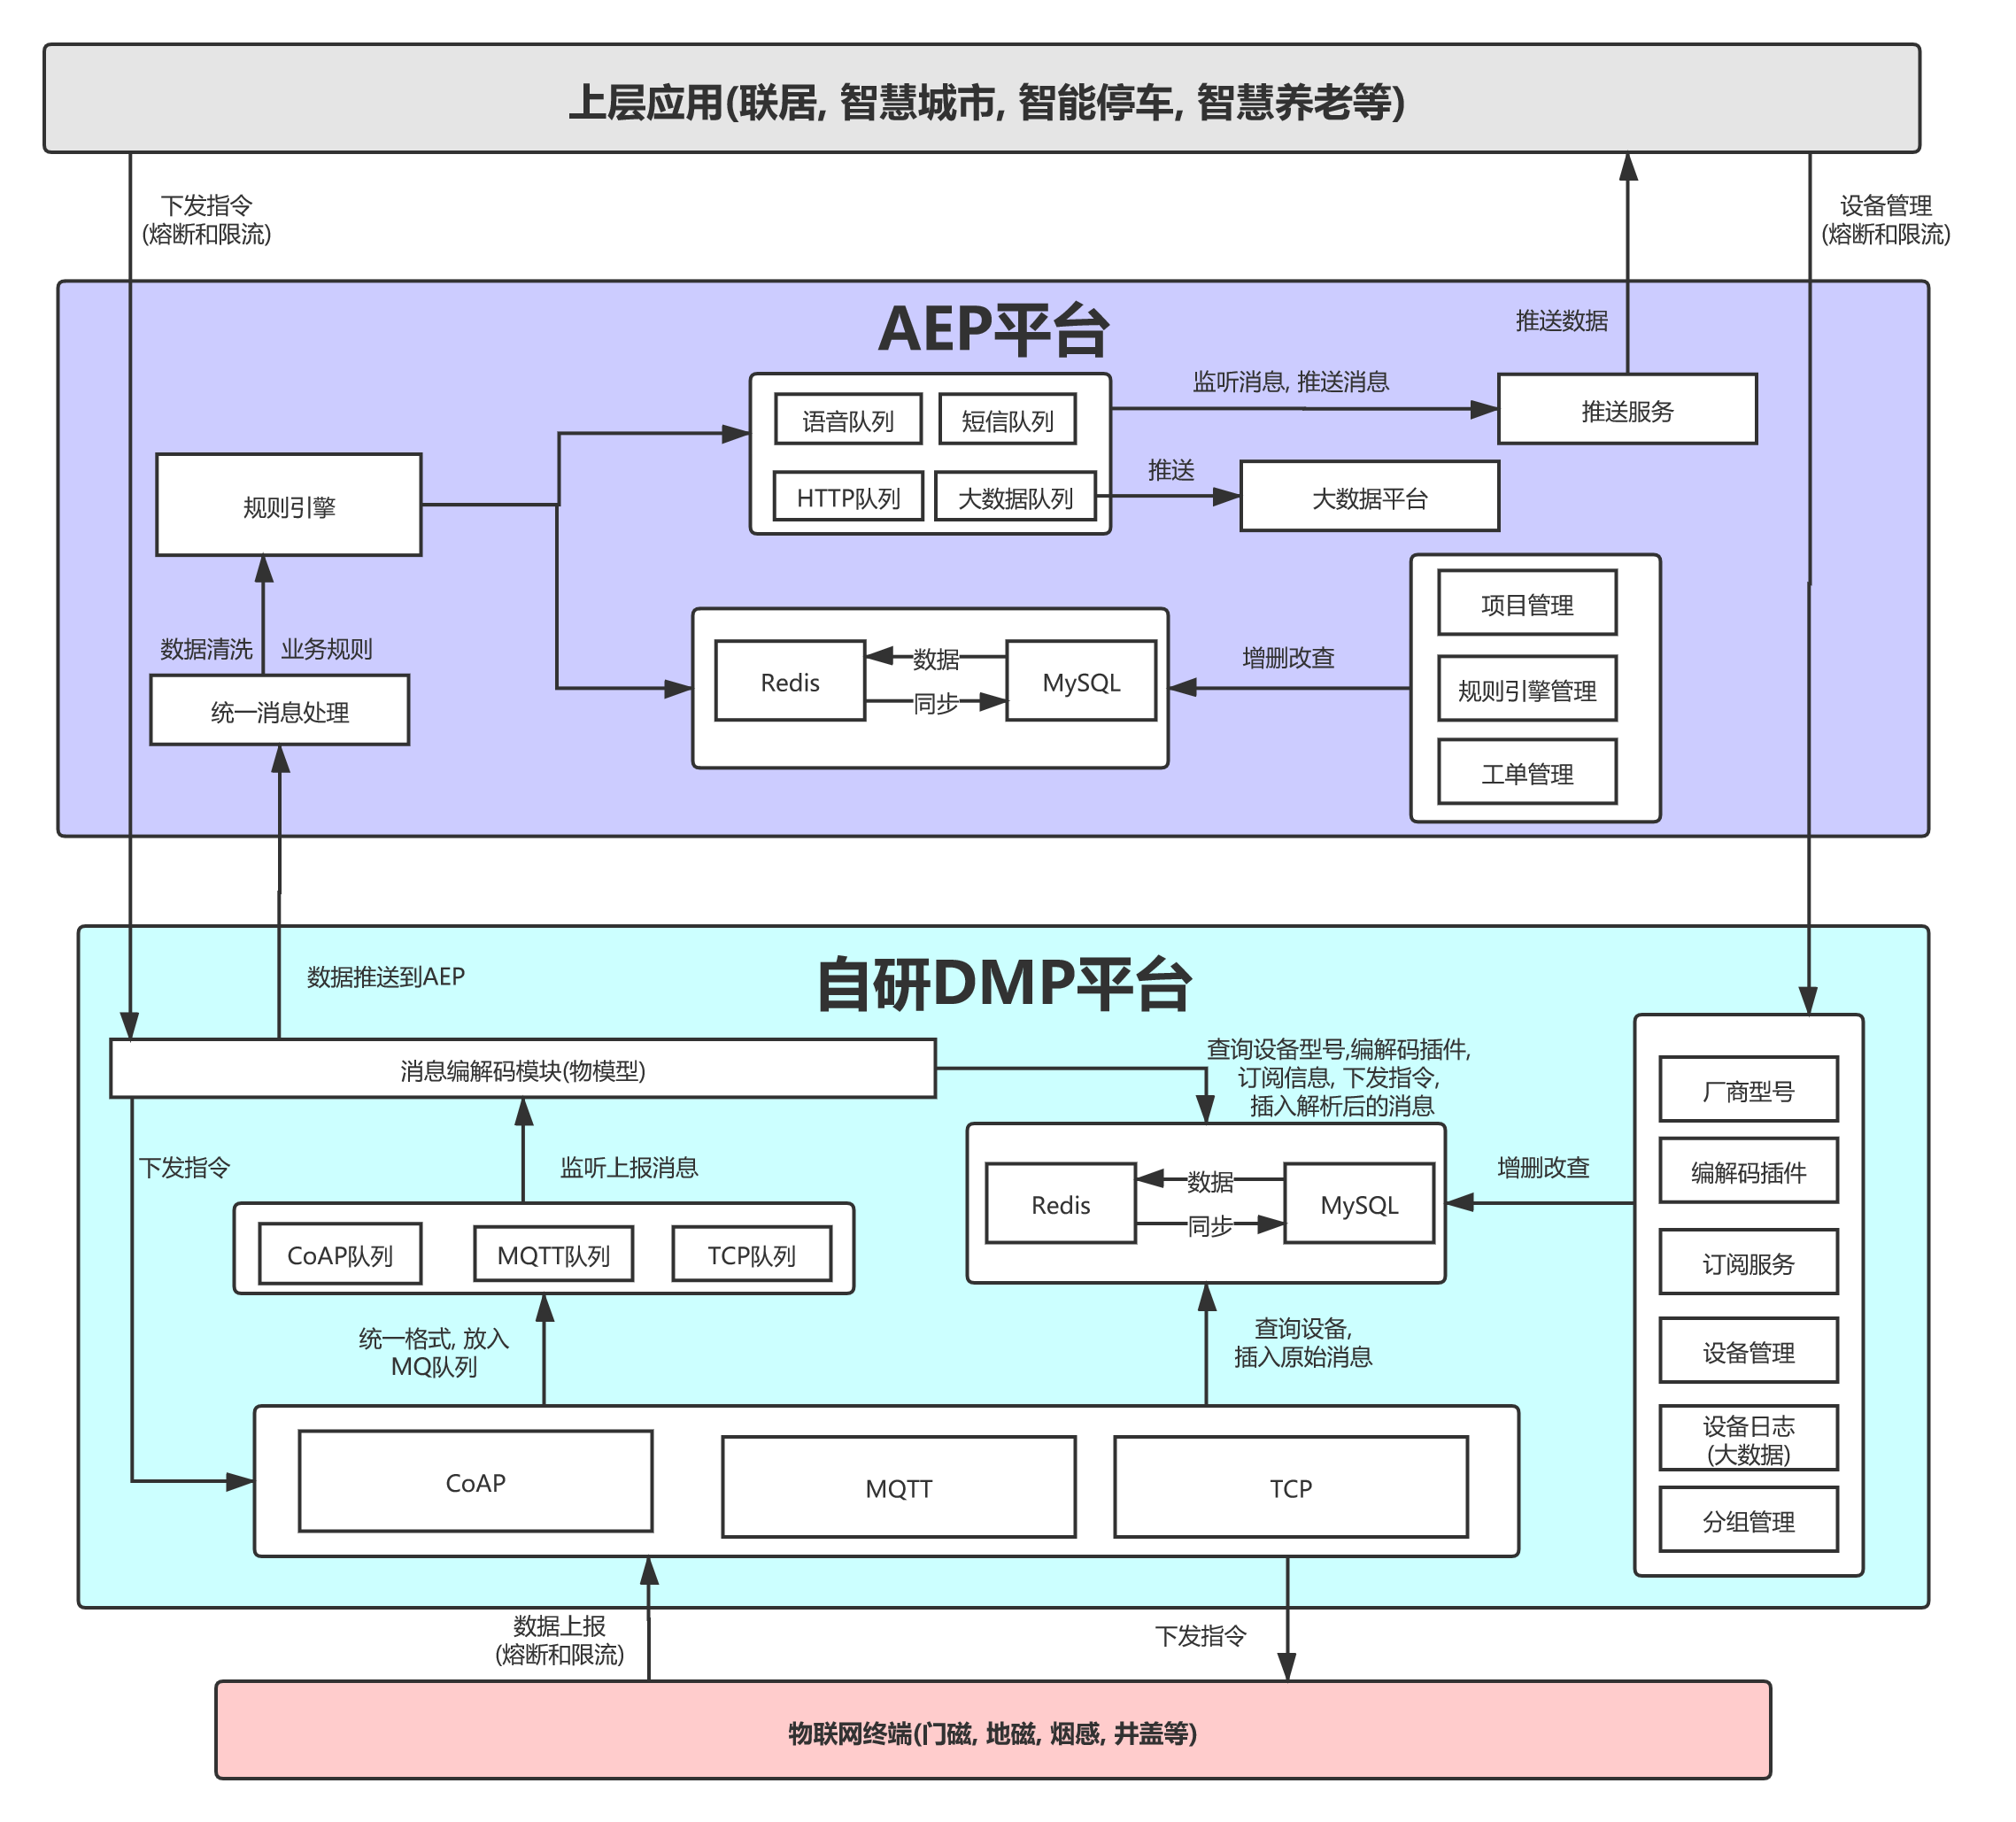 上层应用(联居, 智慧城市, 智能停车, 智慧养老等)
下发指令
(熔断和限流)
设备管理
(熔断和限流)
AEP平台
推送数据
语音队列
短信队列
HTTP队列
大数据队列
监听消息, 推送消息
推送服务
推送
大数据平台
规则引擎
数据清洗
业务规则
统一消息处理
Redis
数据
同步
MySQL
增删改查
项目管理
规则引擎管理
工单管理
数据推送到AEP
自研DMP平台
消息编解码模块(物模型)
查询设备型号,编解码插件,
订阅信息, 下发指令,
插入解析后的消息
下发指令
监听上报消息
CoAP队列
MQTT队列
TCP队列
Redis
数据
同步
MySQL
增删改查
厂商型号
编解码插件
订阅服务
设备管理
设备日志
(大数据)
分组管理
统一格式, 放入
MQ队列
查询设备,
插入原始消息
CoAP
MQTT
TCP
数据上报
(熔断和限流)
下发指令
物联网终端(门磁, 地磁, 烟感, 井盖等)